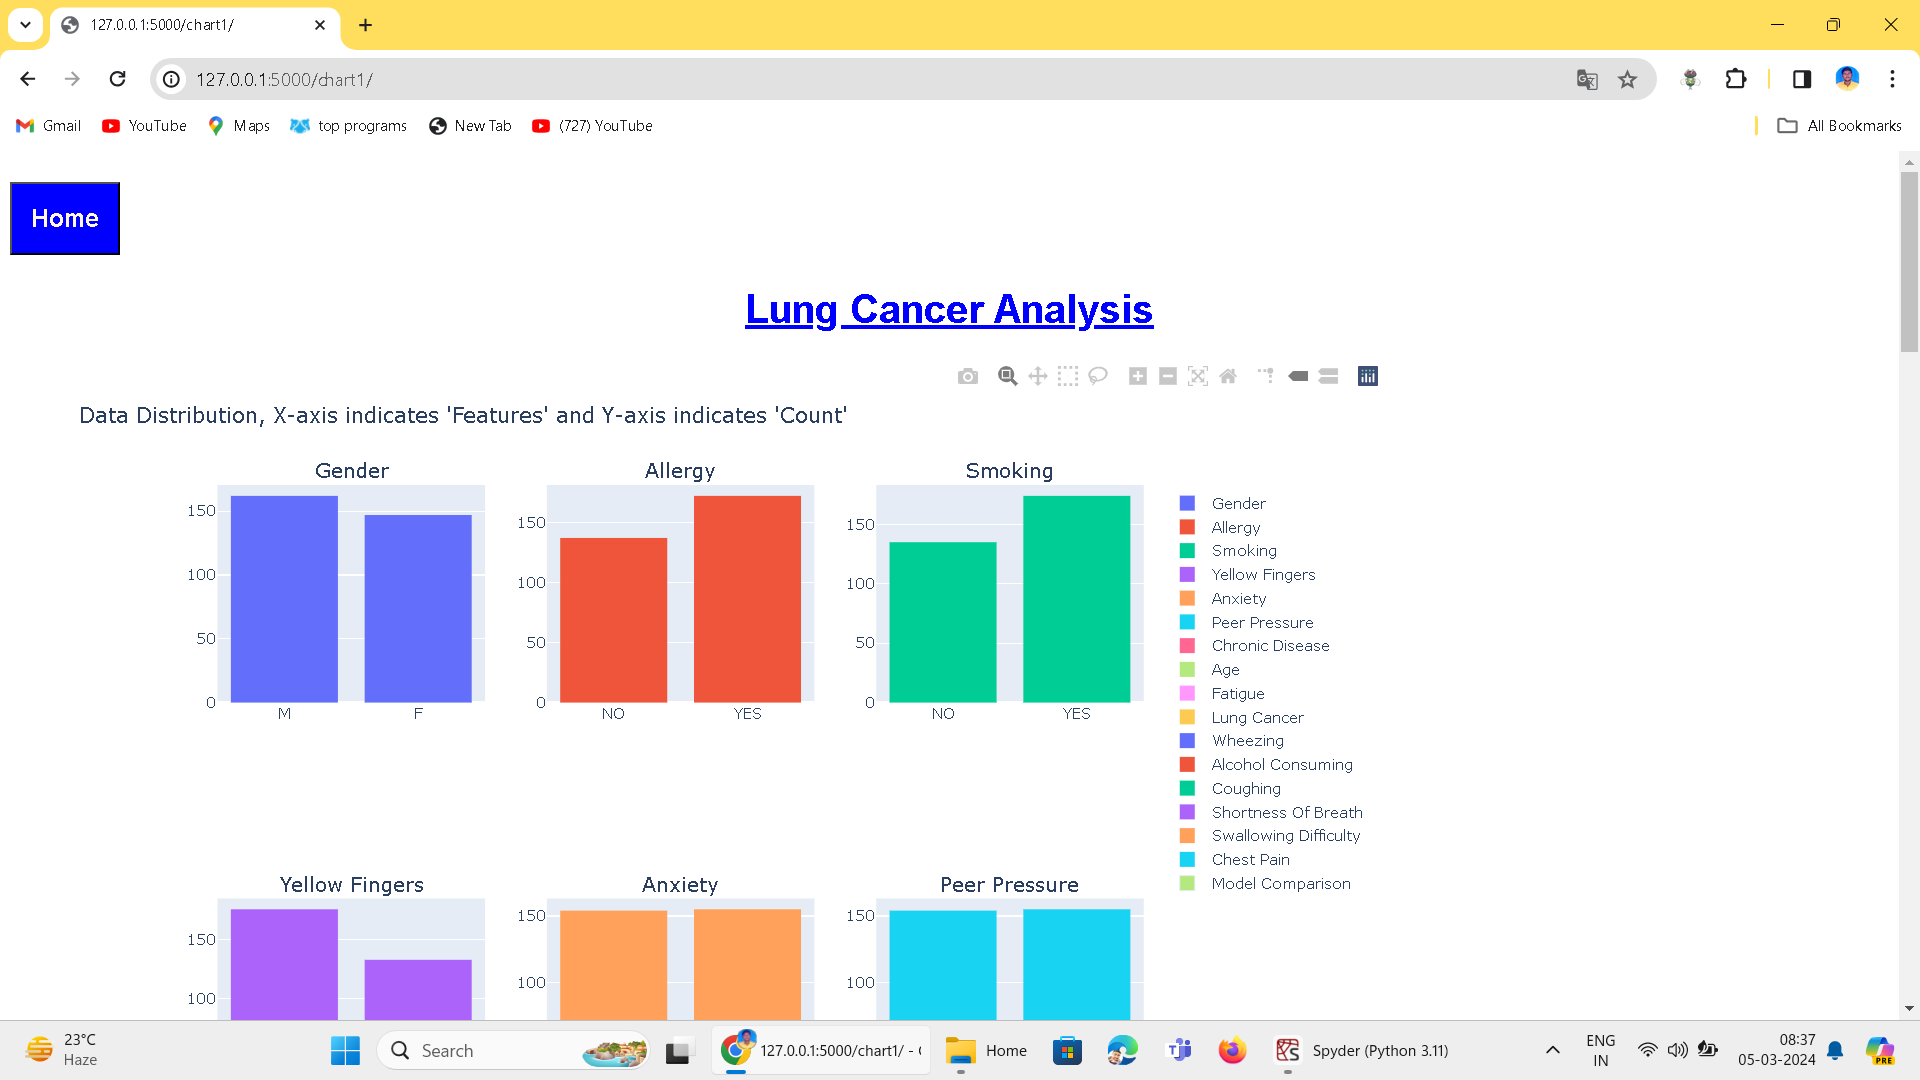 127.0.0.1:5000/chart1/
127.0.0.1:5000/chart1/
Gmail YouTube Maps top programs New Tab (727) YouTube All Bookmarks
Home
Lung Cancer Analysis
Data Distribution, X-axis indicates 'Features' and Y-axis indicates 'Count'
Gender
150
100
50
0
M F
Allergy
150
100
50
0
NO YES
Smoking
150
100
50
0
NO YES
Gender
Allergy
Smoking
Yellow Fingers
Anxiety
Peer Pressure
Chronic Disease
Age
Fatigue
Lung Cancer
Wheezing
Alcohol Consuming
Coughing
Shortness Of Breath
Swallowing Difficulty
Chest Pain
Model Comparison
Yellow Fingers
150
100
Anxiety
150
100
Peer Pressure
150
100
23°C
Haze
Search
127.0.0.1:5000/chart1/ -
Home
Spyder (Python 3.11)
ENG
IN
08:37
05-03-2024
PRE